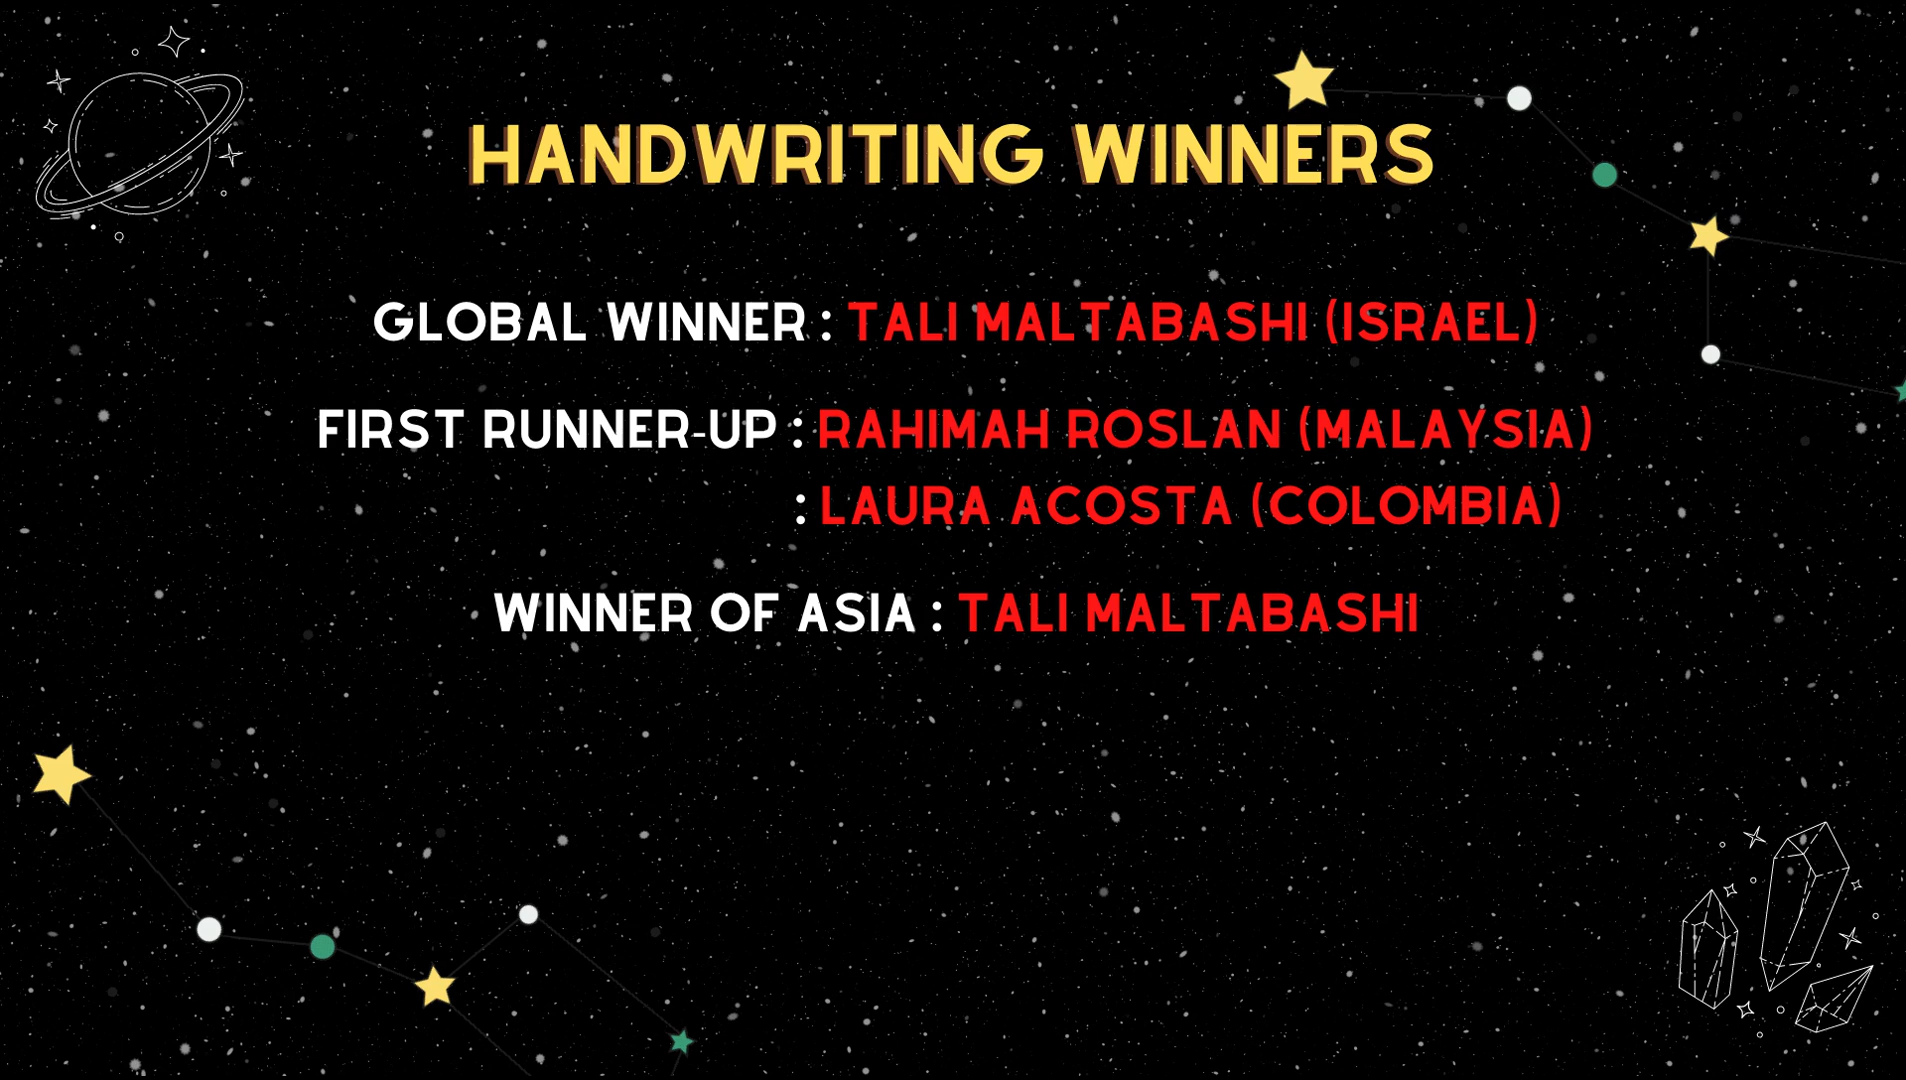 HANDWRITING WINNERS
GLOBAL WINNER : TALI MALTABASHI (ISRAEL)
FIRST RUNNER-UP : RAHIMAH ROSLAN (MALAYSIA)
: LAURA ACOSTA (COLOMBIA)
WINNER OF ASIA : TALI MALTABASHI